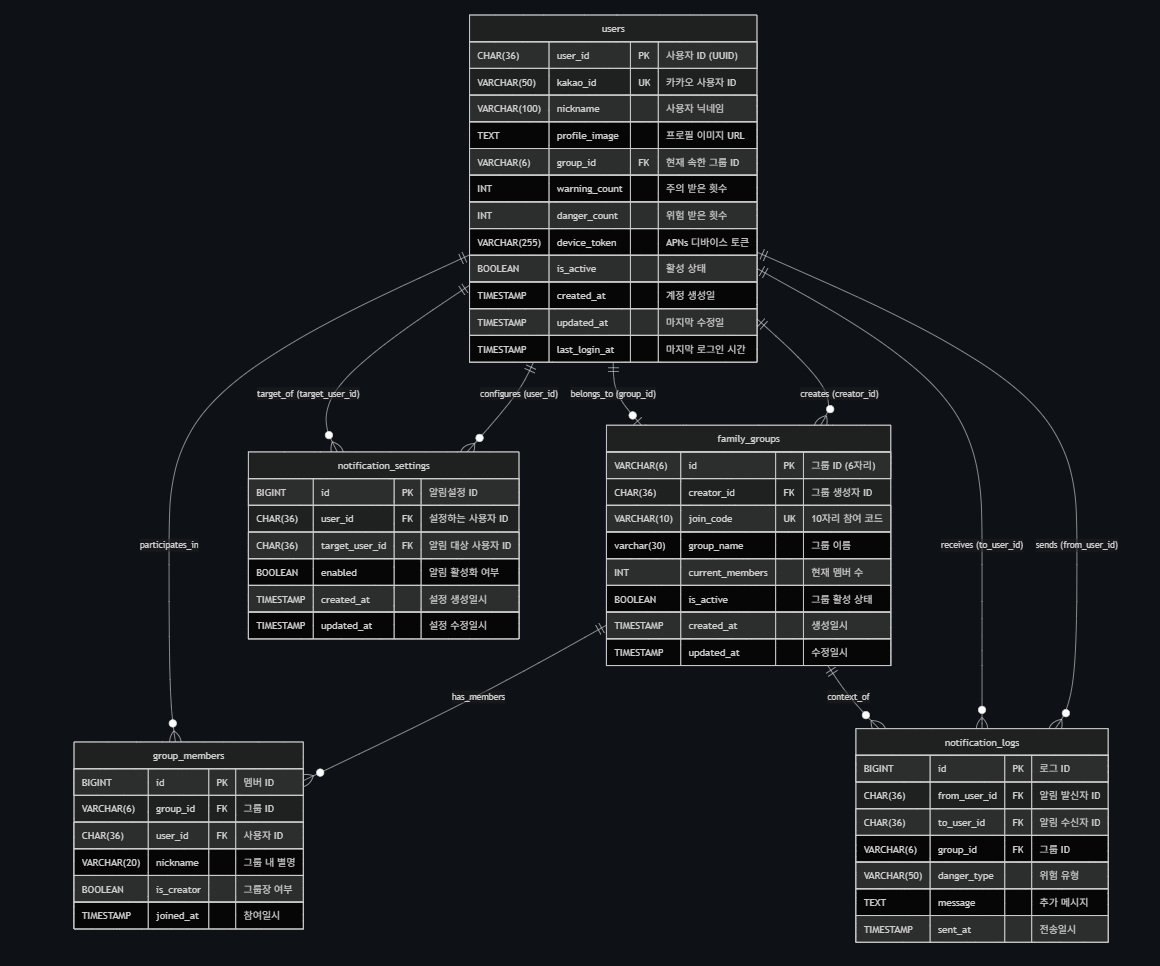 users
CHAR(36) user_id PK 사용자 ID (UUID)
VARCHAR(50) kakao_id UK 카카오 사용자 ID
VARCHAR(100) nickname 사용자 닉네임
TEXT profile_image 프로필 이미지 URL
VARCHAR(6) group_id FK 현재 속한 그룹 ID
INT warning_count 주의 받은 횟수
INT danger_count 위험 받은 횟수
VARCHAR(255) device_token APNs 디바이스 토큰
BOOLEAN is_active 활성 상태
TIMESTAMP created_at 계정 생성일
TIMESTAMP updated_at 마지막 수정일
TIMESTAMP last_login_at 마지막 로그인 시간
target_of (target_user_id)
configures (user_id)
belongs_to (group_id)
creates (creator_id)
notification_settings
BIGINT id PK 알림설정 ID
CHAR(36) user_id FK 설정하는 사용자 ID
CHAR(36) target_user_id FK 알림 대상 사용자 ID
BOOLEAN enabled 알림 활성화 여부
TIMESTAMP created_at 설정 생성일시
TIMESTAMP updated_at 설정 수정일시
family_groups
VARCHAR(6) id PK 그룹 ID (6자리)
CHAR(36) creator_id FK 그룹 생성자 ID
VARCHAR(10) join_code UK 10자리 참여 코드
varchar(30) group_name 그룹 이름
INT current_members 현재 멤버 수
BOOLEAN is_active 그룹 활성 상태
TIMESTAMP created_at 생성일시
TIMESTAMP updated_at 수정일시
participates_in
receives (to_user_id)
sends (from_user_id)
has_members
context_of
group_members
BIGINT id PK 멤버 ID
VARCHAR(6) group_id FK 그룹 ID
CHAR(36) user_id FK 사용자 ID
VARCHAR(20) nickname 그룹 내 별명
BOOLEAN is_creator 그룹장 여부
TIMESTAMP joined_at 참여일시
notification_logs
BIGINT id PK 로그 ID
CHAR(36) from_user_id FK 알림 발신자 ID
CHAR(36) to_user_id FK 알림 수신자 ID
VARCHAR(6) group_id FK 그룹 ID
VARCHAR(50) danger_type 위험 유형
TEXT message 추가 메시지
TIMESTAMP sent_at 전송일시